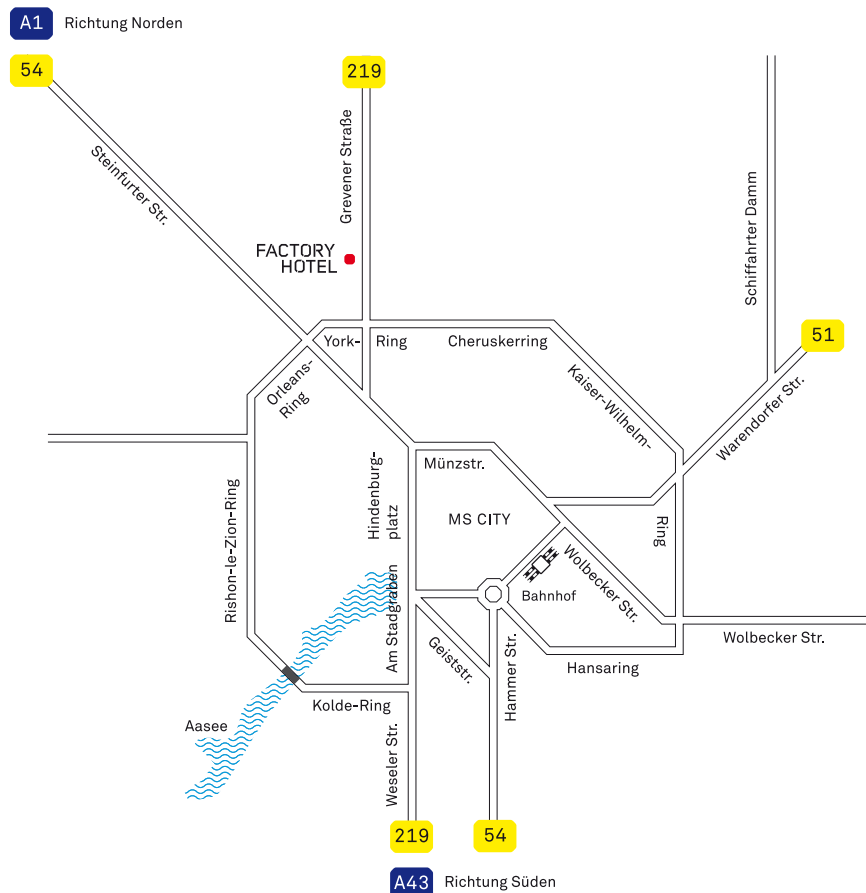 A1 Richtung Norden
54
219
Steinfurter Str.
Grevener Straße
FACTORY
HOTEL
Schiffahrter Damm
51
York-
Ring
Cheruskerring
Orleans-
Ring
Kaiser-Wilhelm-
Ring
Warendorfer Str.
Münzstr.
Hindenburg-
platz
MS CITY
Rishon-le-Zion-Ring
Am Stadgraben
Bahnhof
Wolbecker Str.
Wolbecker Str.
Geiststr.
Hammer Str.
Hansaring
Kolde-Ring
Aasee
Weseler Str.
219
54
A43 Richtung Süden